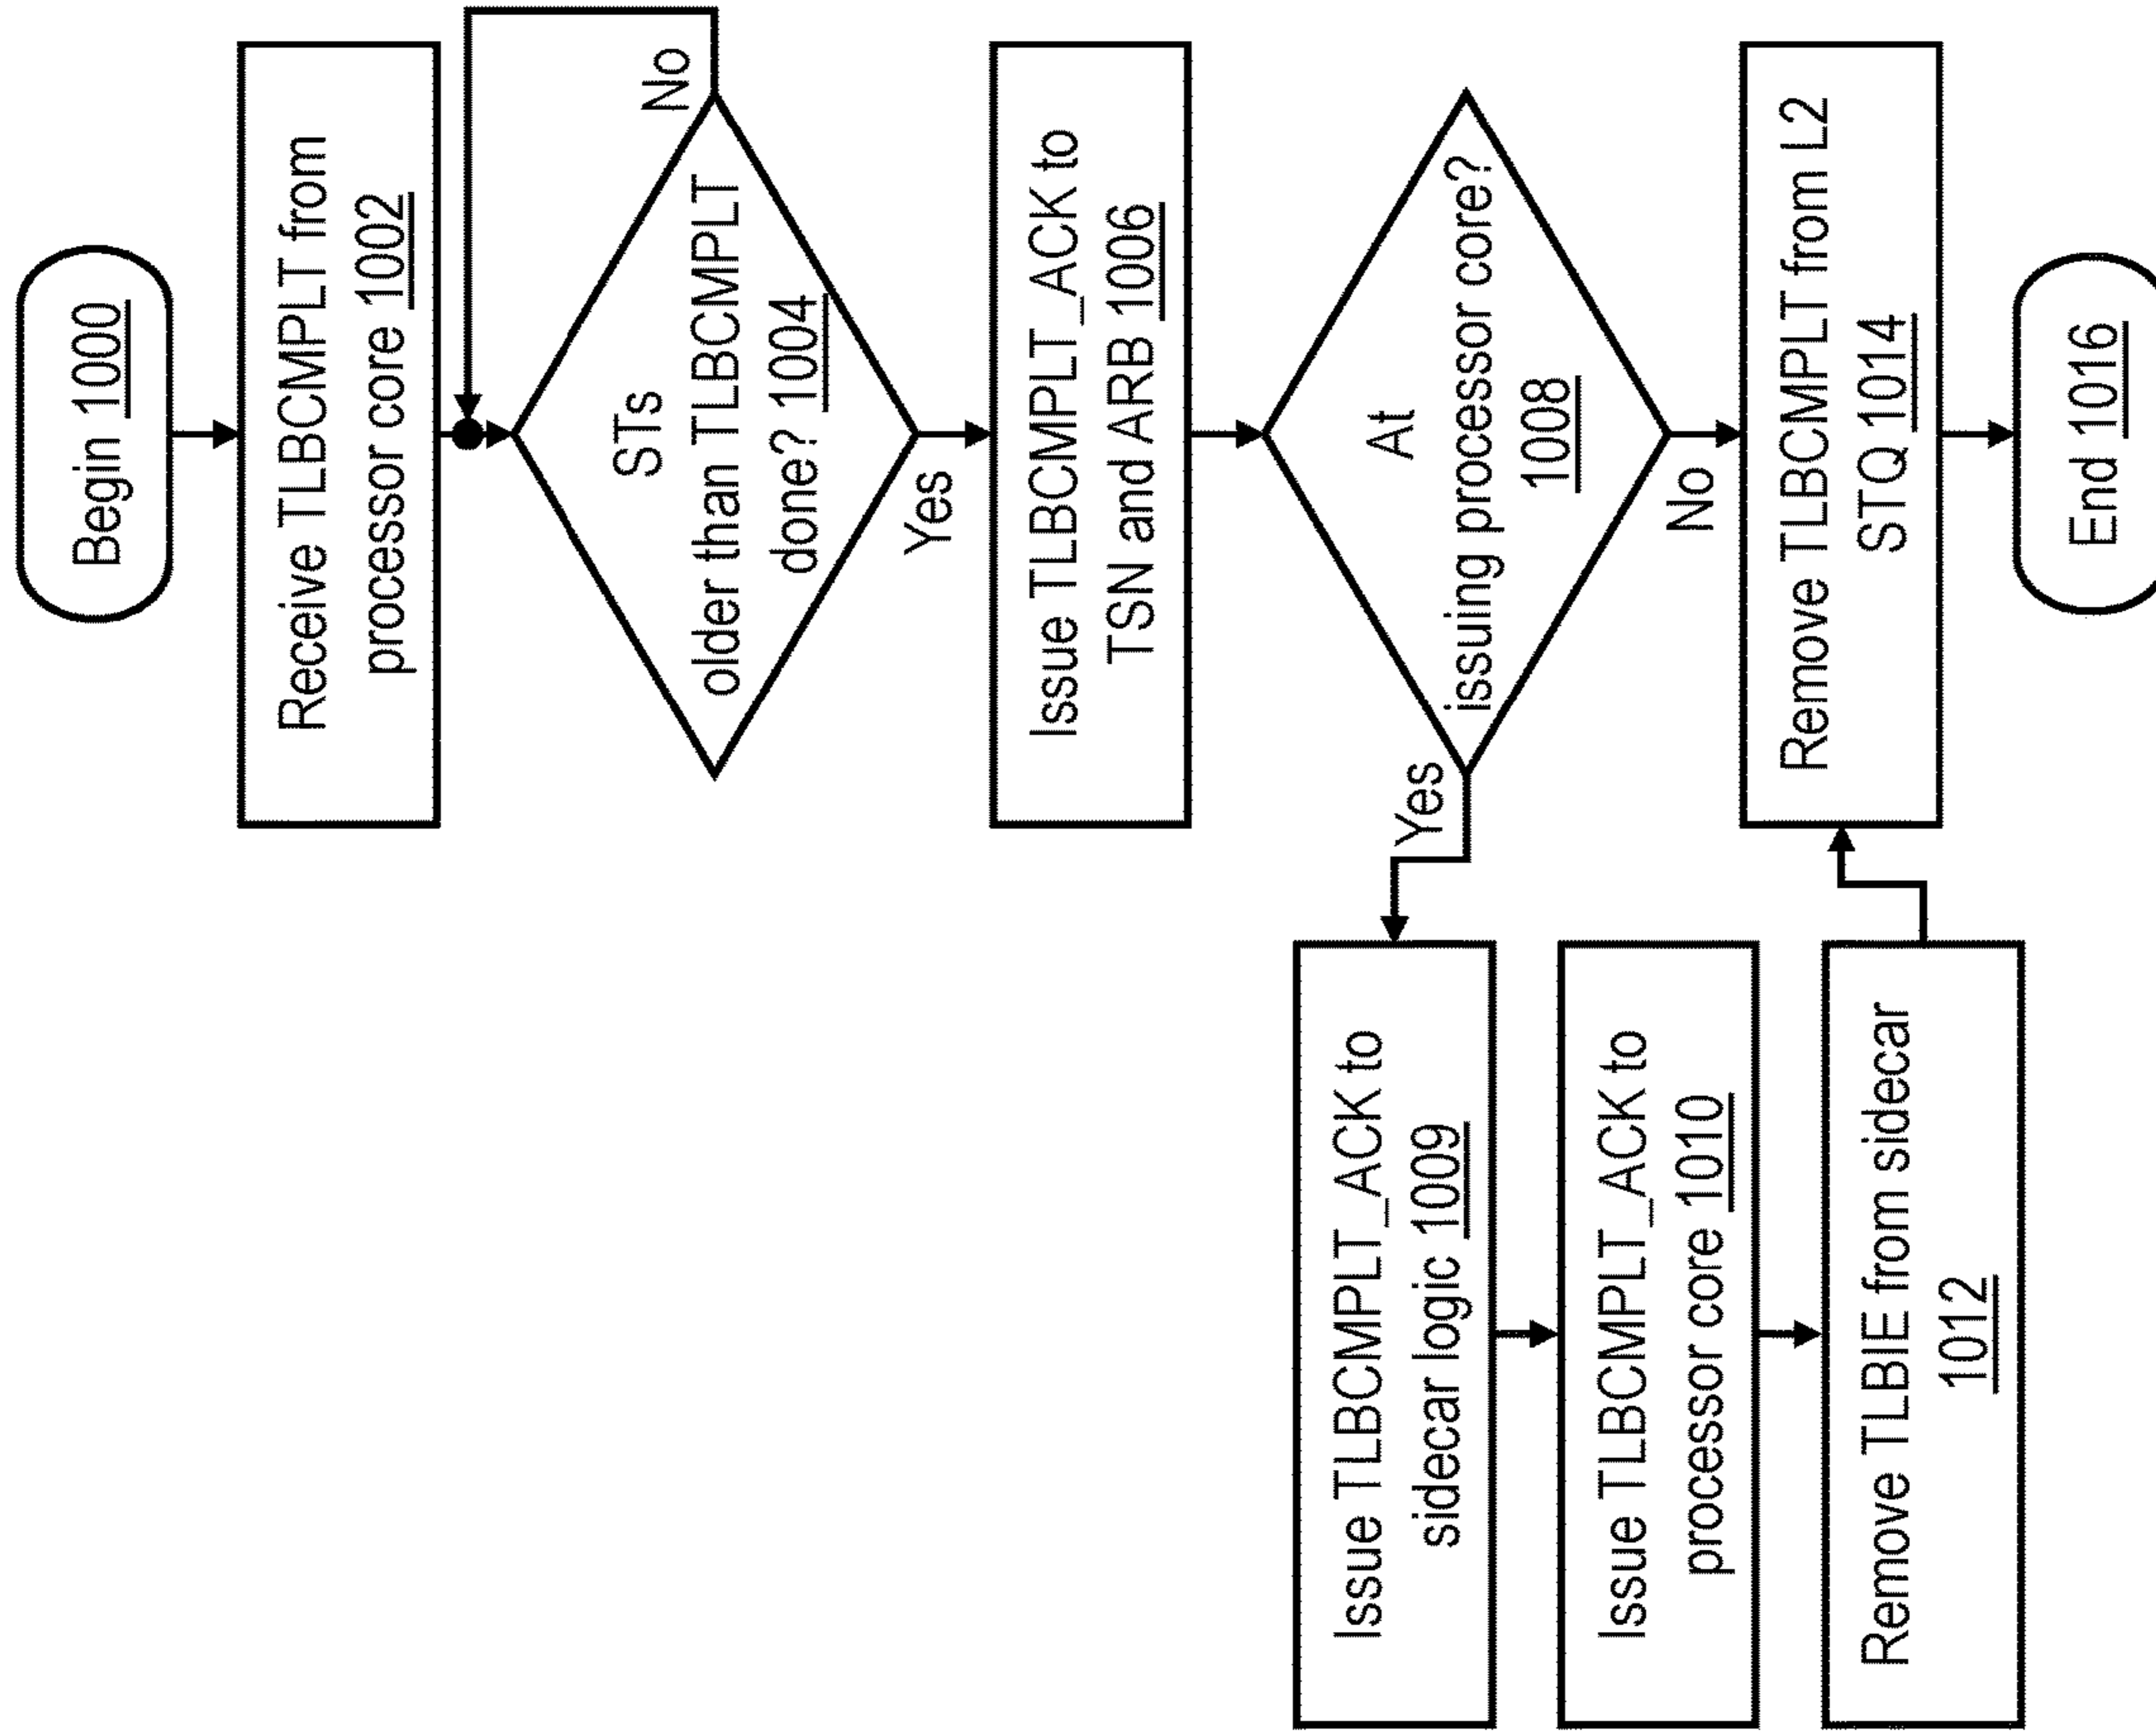 Begin 1000
Receive TLBCMPLT from
processor core 1002
STs
older than TLBCMPLT
done? 1004
No
Yes
Issue TLBCMPLT_ACK to
TSN and ARB 1006
At
issuing processor core?
1008
Yes
No
Issue TLBCMPLT_ACK to
sidecar logic 1009
Issue TLBCMPLT_ACK to
processor core 1010
Remove TLBIE from sidecar
1012
Remove TLBCMPLT from L2
STQ 1014
End 1016